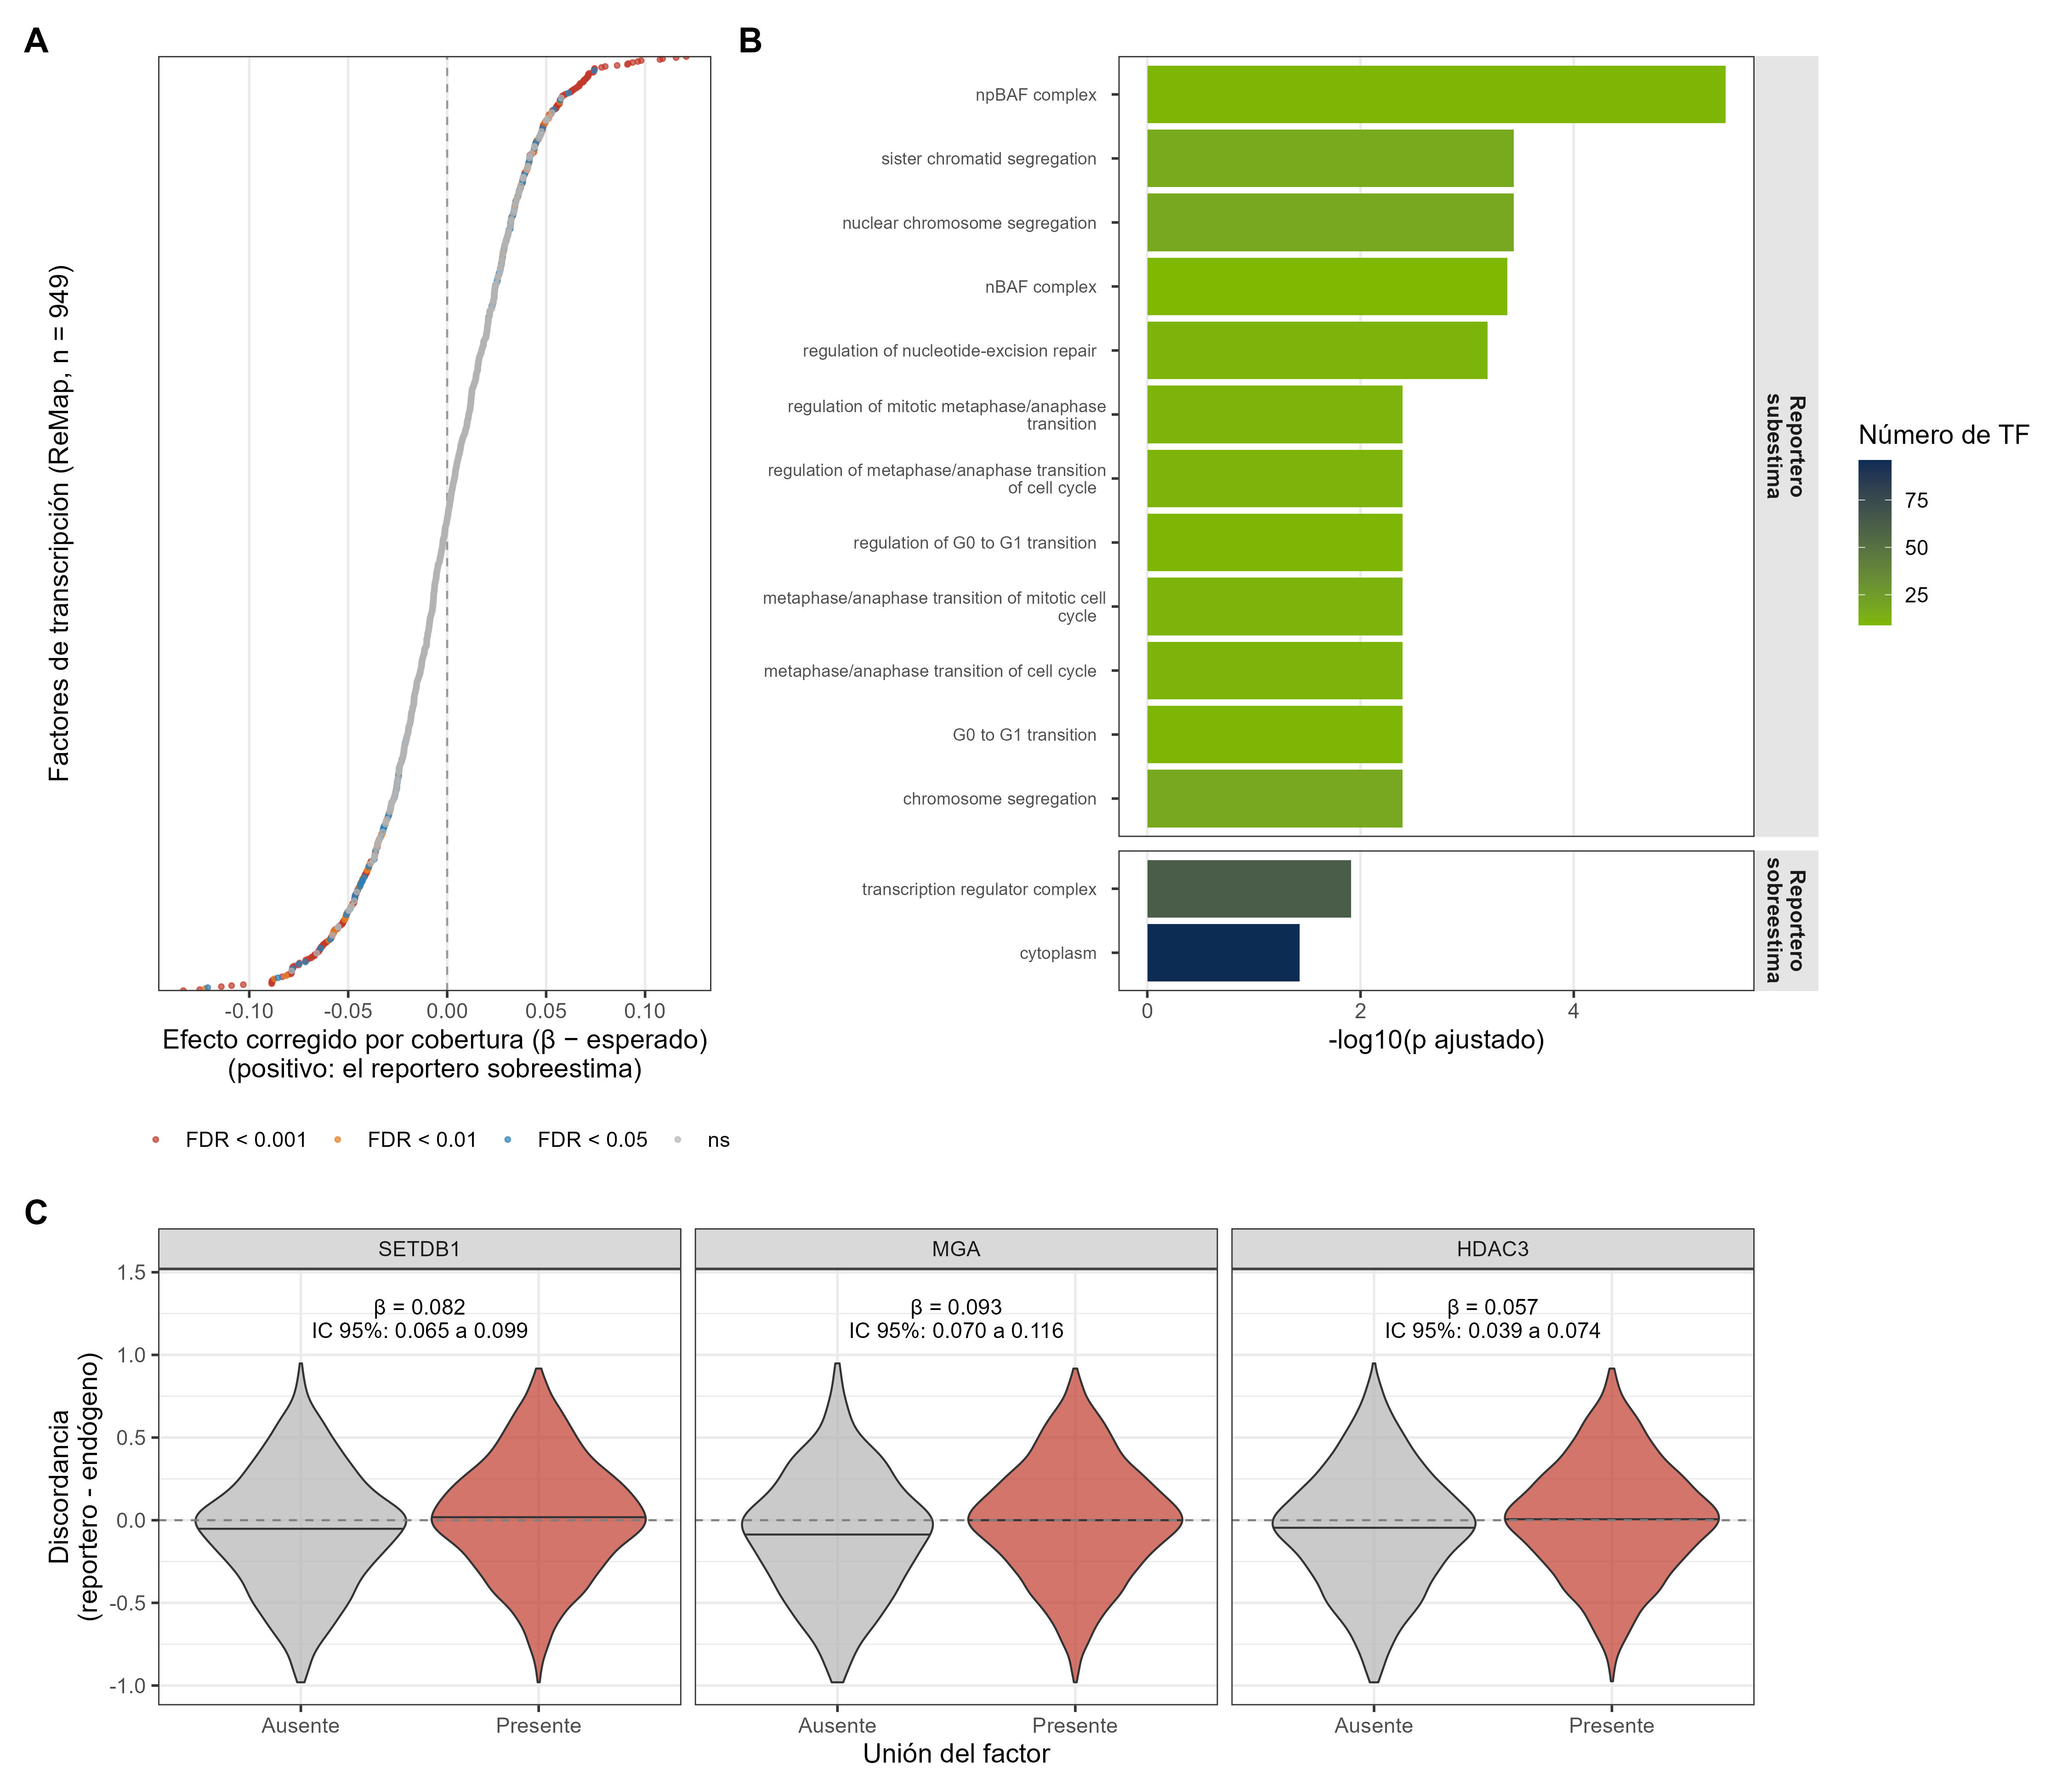 A
Factores de transcripción (ReMap, n = 949)
-0.10
-0.05
0.00
0.05
0.10
Efecto corregido por cobertura (β − esperado)
(positivo: el reportero sobreestima)
FDR < 0.001
FDR < 0.01
FDR < 0.05
ns
B
npBAF complex
sister chromatid segregation
nuclear chromosome segregation
nBAF complex
regulation of nucleotide-excision repair
regulation of mitotic metaphase/anaphase
transition
regulation of metaphase/anaphase transition
of cell cycle
regulation of G0 to G1 transition
metaphase/anaphase transition of mitotic cell
cycle
metaphase/anaphase transition of cell cycle
G0 to G1 transition
chromosome segregation
Reportero
subestima
transcription regulator complex
cytoplasm
Reportero
sobreestima
0
2
4
-log10(p ajustado)
Número de TF
75
50
25
C
Discordancia
(reportero - endógeno)
1.5
1.0
0.5
0.0
-0.5
-1.0
SETDB1
β = 0.082
IC 95%: 0.065 a 0.099
Ausente
Presente
MGA
β = 0.093
IC 95%: 0.070 a 0.116
Ausente
Presente
HDAC3
β = 0.057
IC 95%: 0.039 a 0.074
Ausente
Presente
Unión del factor